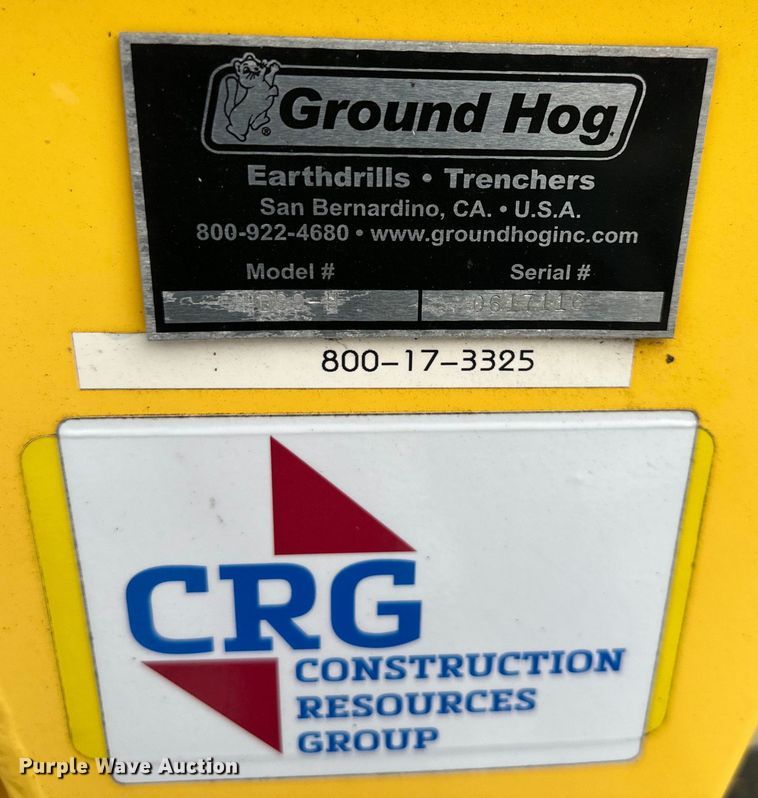 Ground Hog
®
Earthdrills • Trenchers
San Bernardino, CA. • U.S.A.
800-922-4680 • www.groundhoginc.com
Model # Serial #
800-17-3325
CRG
CONSTRUCTION
RESOURCES
GROUP
Purple Wave Auction